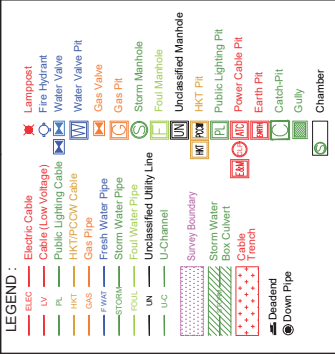 LEGEND :
ELEC Electric Cable
LV Cable (Low Voltage)
PL Public Lighting Cable
HKT/PCCW Cable
GAS Gas Pipe
F WAT Fresh Water Pipe
STORM Storm Water Pipe
FOUL Foul Water Pipe
UN Unclassified Utility Line
U-C U-Channel
Survey Boundary
Storm Water
Box Culvert
Cable
Trench
Deadend
Down Pipe
Lamppost
Fire Hydrant
Water Valve
W Water Valve Pit
Gas Valve
G Gas Pit
S Storm Manhole
F Foul Manhole
UN Unclassified Manhole
HKT PCCW HKT Pit
PL Public Lighting Pit
ATC Power Cable Pit
E&M CLP ERTH Earth Pit
C Catch-Pit
Gully
S Chamber